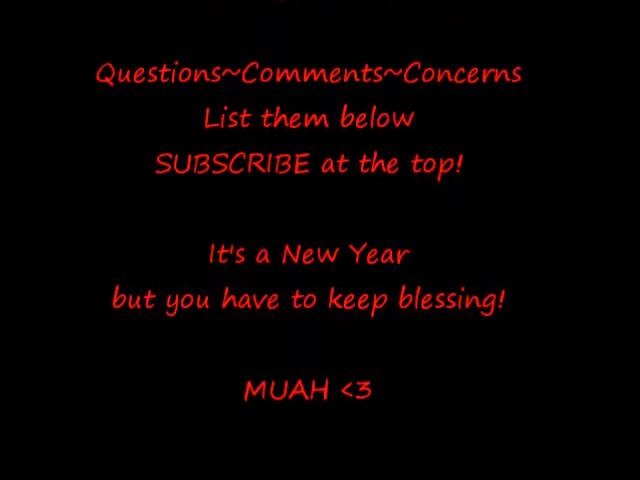 Questions~Comments~Concerns
List them below
SUBSCRIBE at the top!
It's a New Year
but you have to keep blessing!
MUAH <3